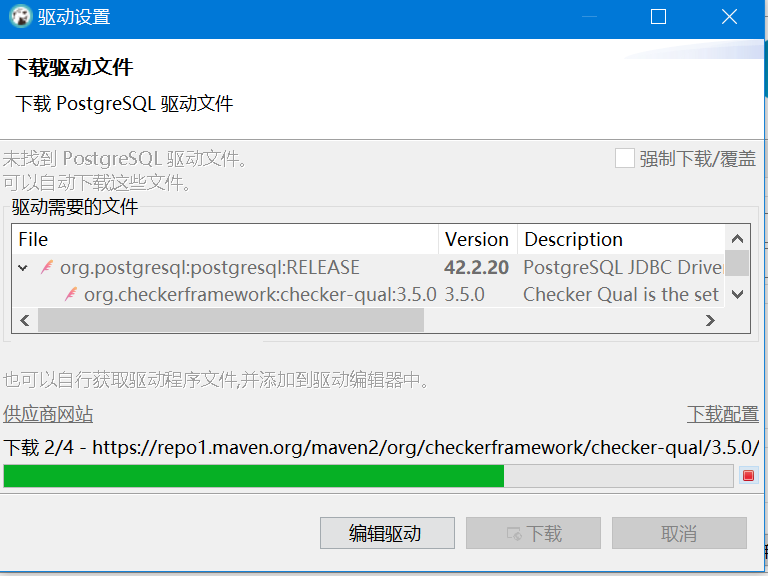 驱动设置
下载驱动文件
下载 PostgreSQL 驱动文件
未找到 PostgreSQL 驱动文件。
强制下载/覆盖
可以自动下载这些文件。
驱动需要的文件
File Version Description
org.postgresql:postgresql:RELEASE 42.2.20 PostgreSQL JDBC Drive
org.checkerframework:checker-qual:3.5.0 3.5.0 Checker Qual is the set
也可以自行获取驱动程序文件,并添加到驱动编辑器中。
供应商网站 下载配置
下载 2/4 - https://repo1.maven.org/maven2/org/checkerframework/checker-qual/3.5.0/
编辑驱动 下载 取消